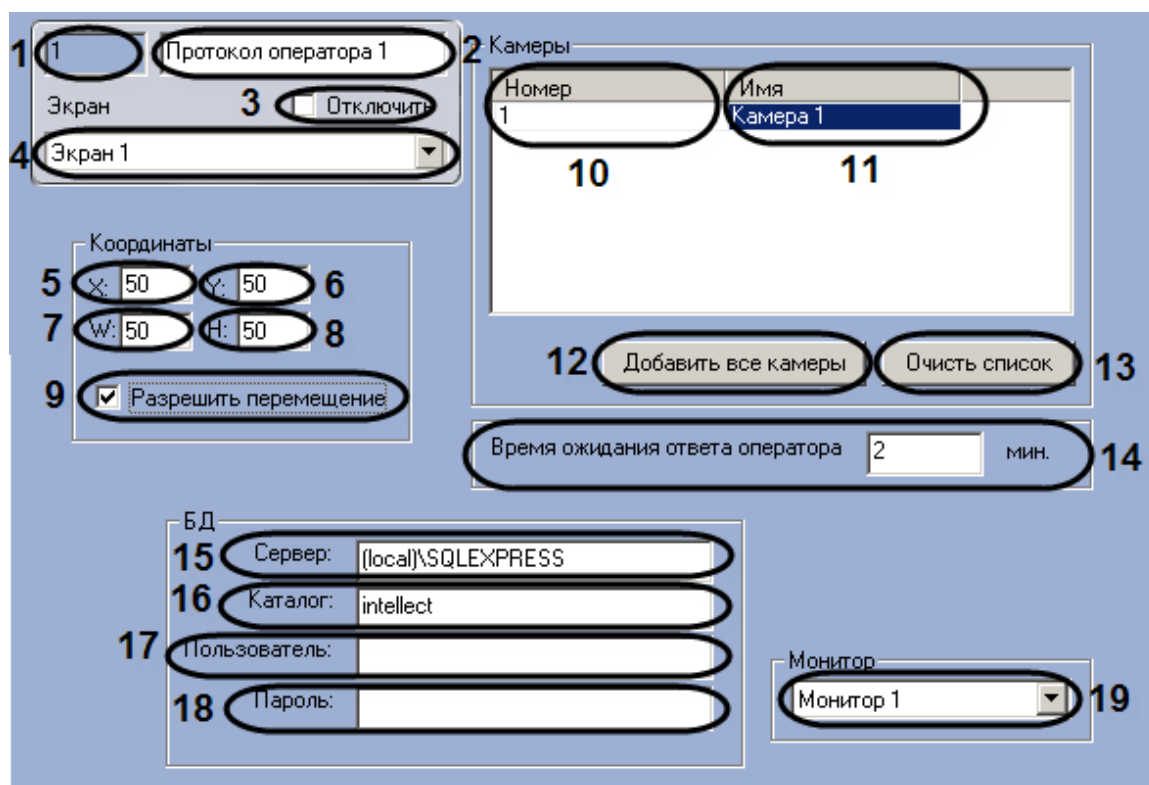 1 1 Протокол оператора 1 2
Экран 3 Отключить
4 Экран 1
Координаты
5 X: 50 Y: 50 6
7 W: 50 H: 50 8
9 Разрешить перемещение
Камеры
Номер Имя
1 Камера 1
10 11
12 Добавить все камеры Очисть список 13
Время ожидания ответа оператора 2 мин. 14
БД
15 Сервер: (local)\SQLEXPRESS
16 Каталог: intellect
17 Пользователь:
18 Пароль:
Монитор
Монитор 1 19